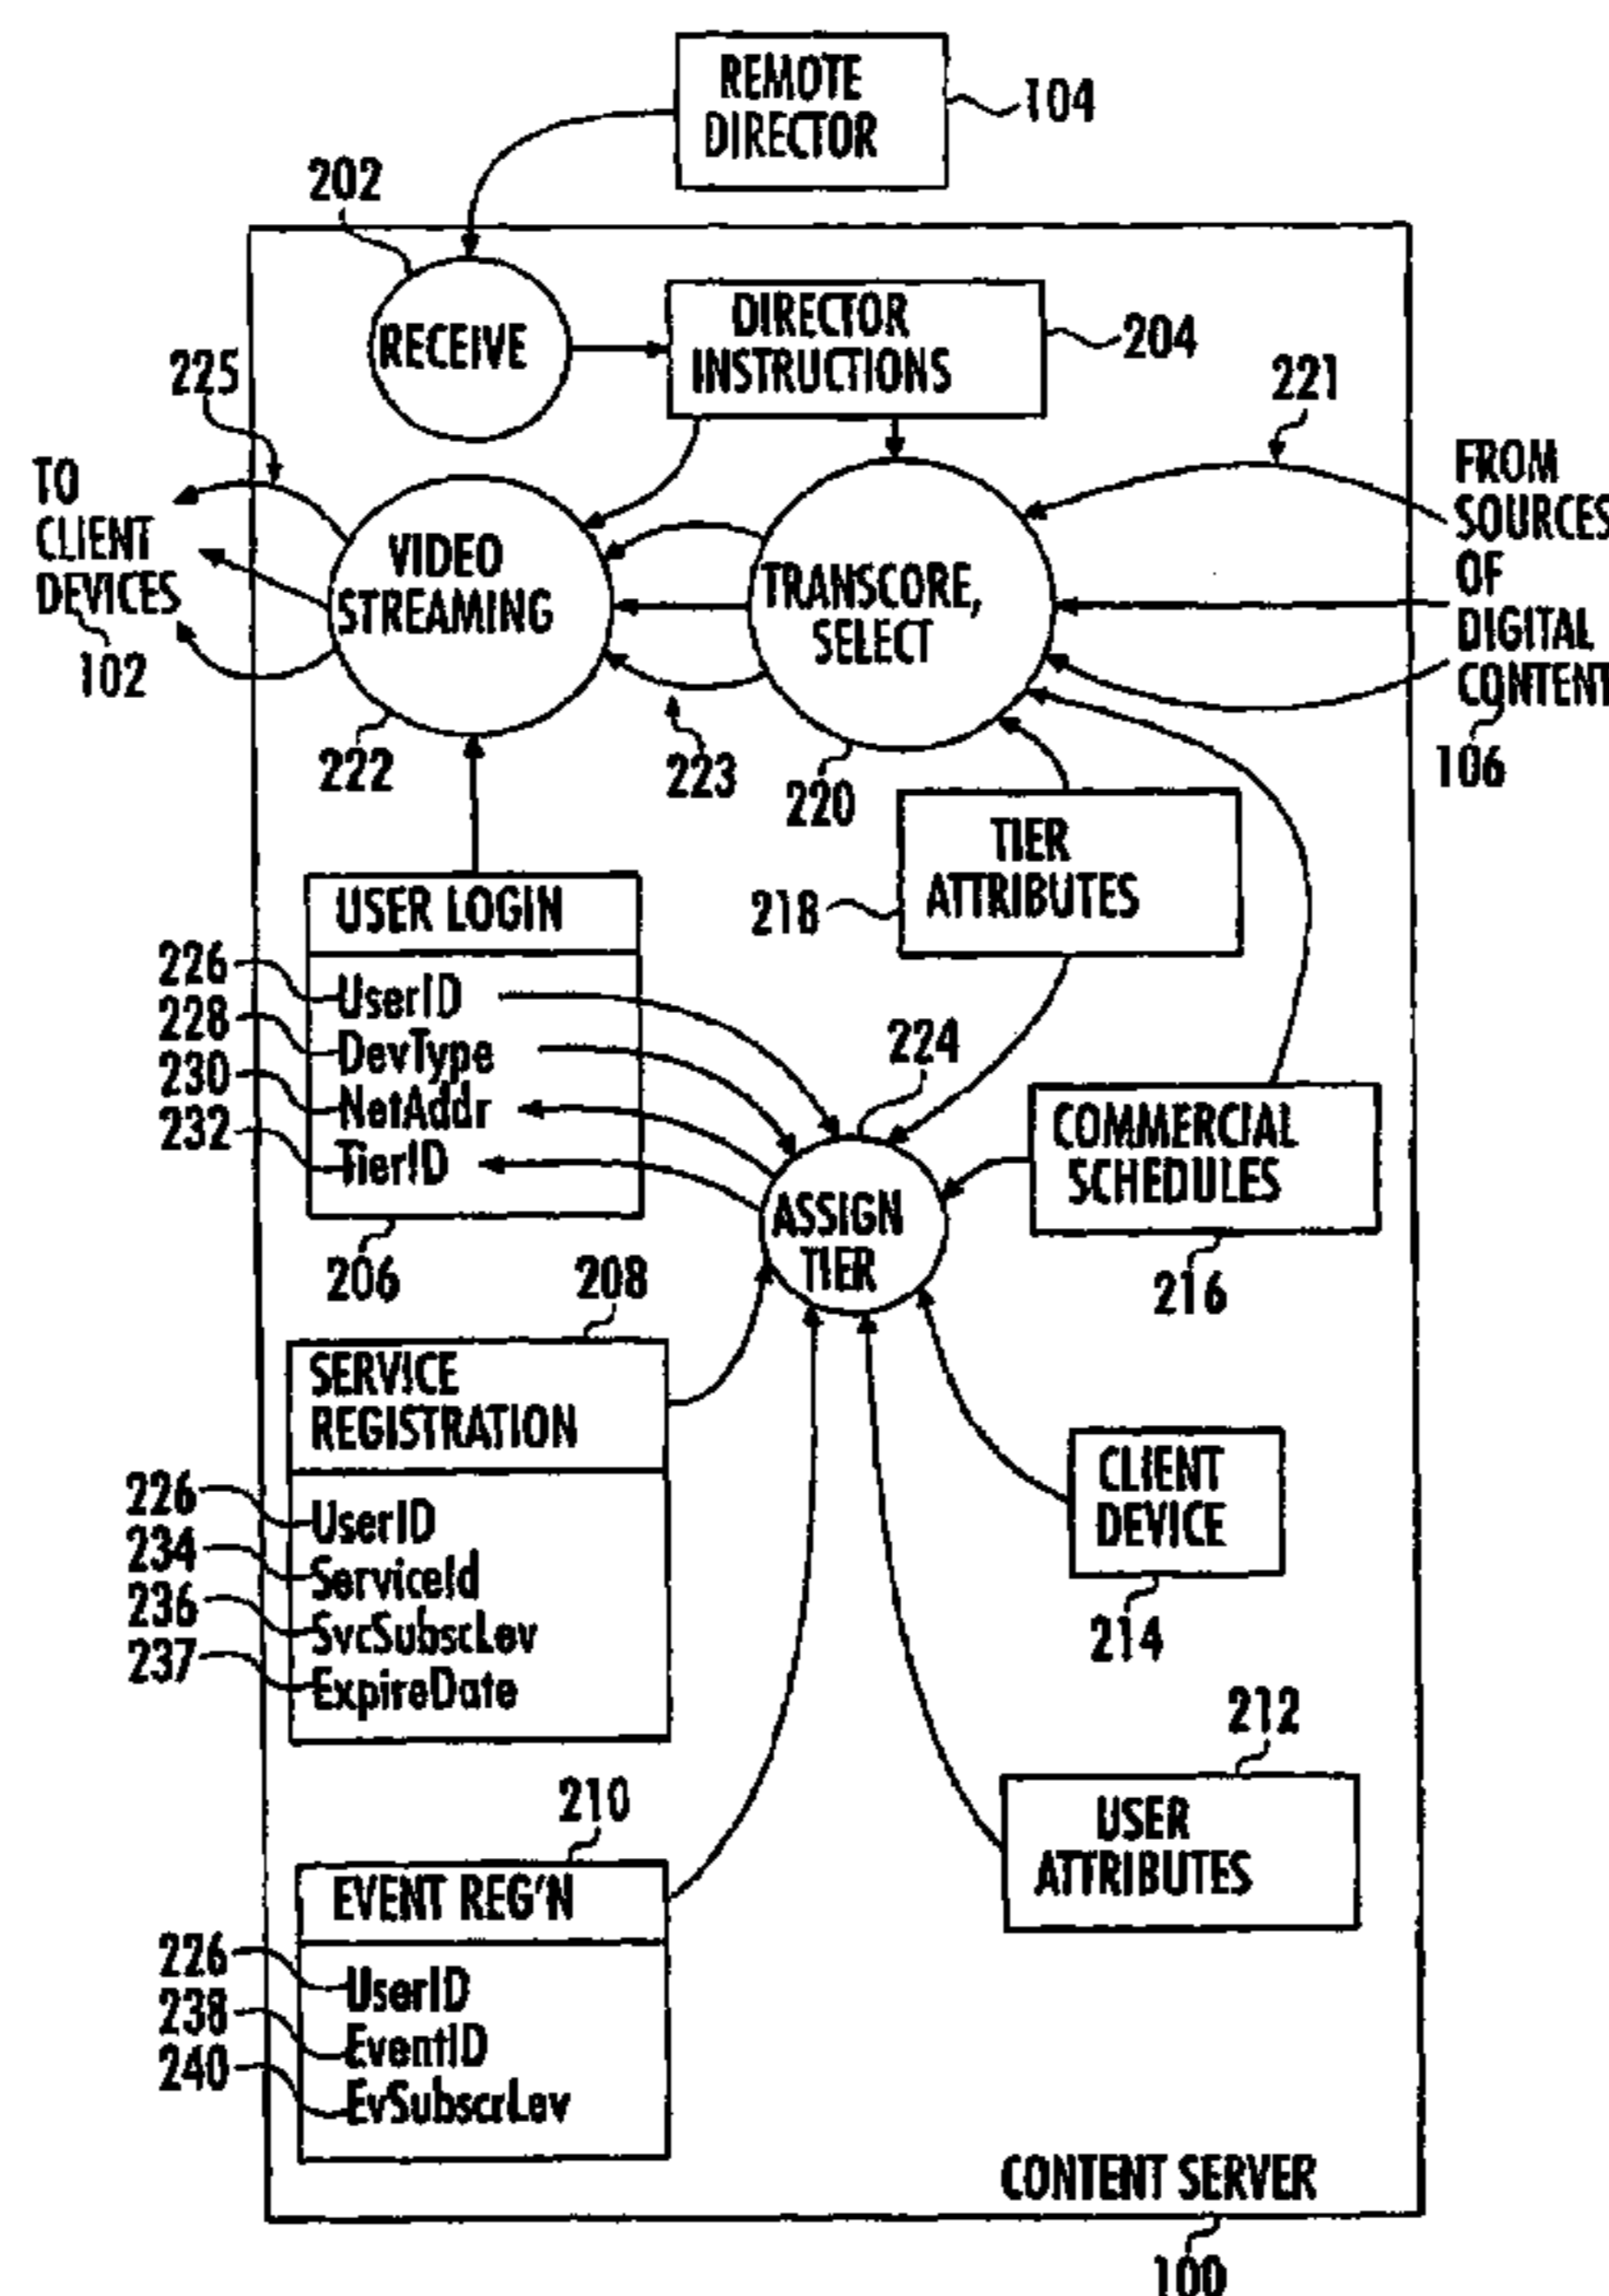 REMOTE
DIRECTOR
104
202
RECEIVE
DIRECTOR
INSTRUCTIONS
204
225
221
TO
CLIENT
DEVICES
102
FROM
SOURCES
OF
DIGITAL
CONTENT
106
VIDEO
STREAMING
222
TRANSCORE,
SELECT
223
220
TIER
ATTRIBUTES
218
USER LOGIN
226 UserID
228 DevType
230 NetAddr
232 TierID
206
224
ASSIGN
TIER
COMMERCIAL
SCHEDULES
216
208
SERVICE
REGISTRATION
226 UserID
234 ServiceId
236 SvcSubscLev
237 ExpireDate
CLIENT
DEVICE
214
212
USER
ATTRIBUTES
210
EVENT REG'N
226 UserID
238 EventID
240 EvSubscrLev
CONTENT SERVER
100